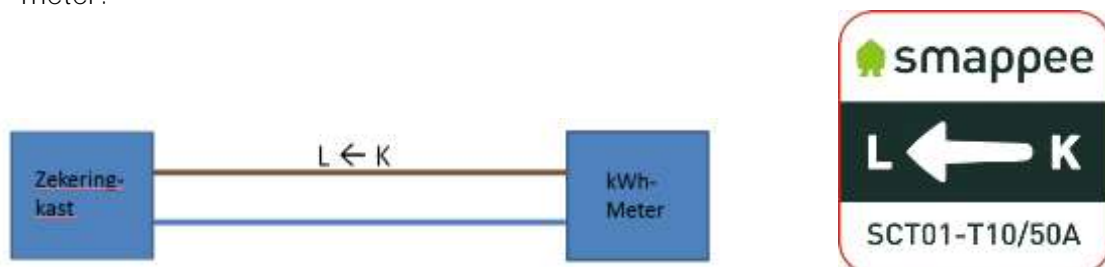 meter.
L ← K
Zekering-
kast
kWh-
Meter
smappee
L ← K
SCT01-T10/50A